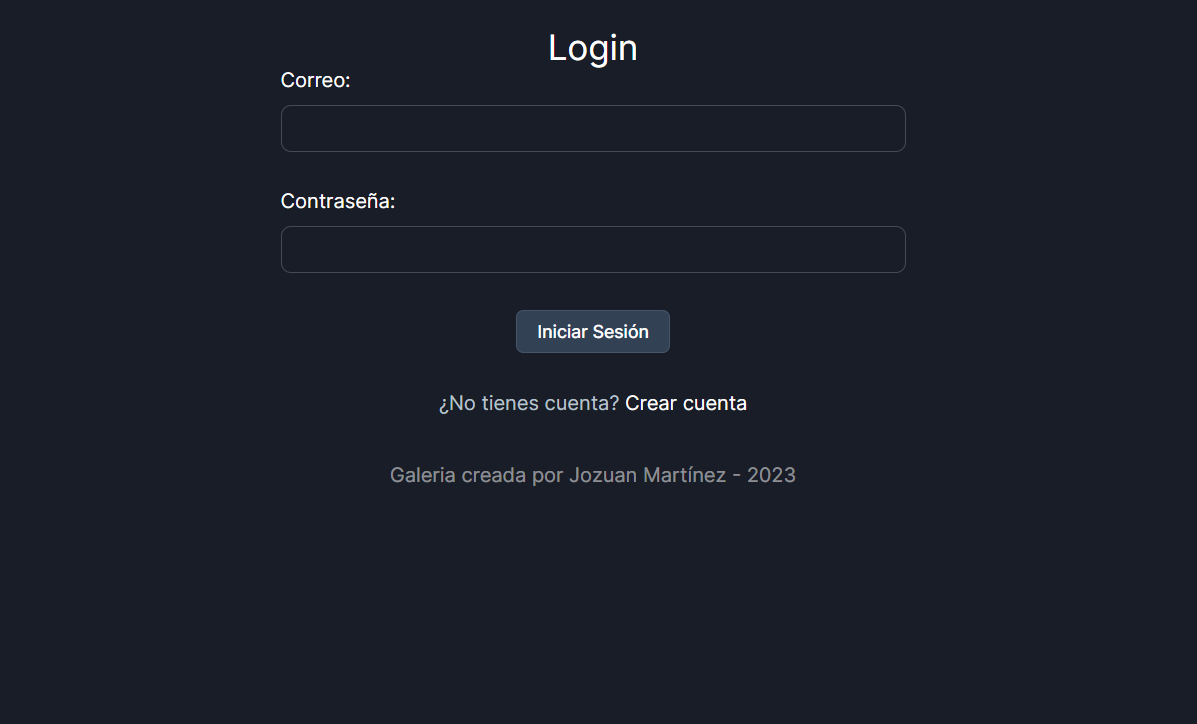 Login
Correo:
Contraseña:
Iniciar Sesión
¿No tienes cuenta? Crear cuenta
Galeria creada por Jozuan Martínez - 2023